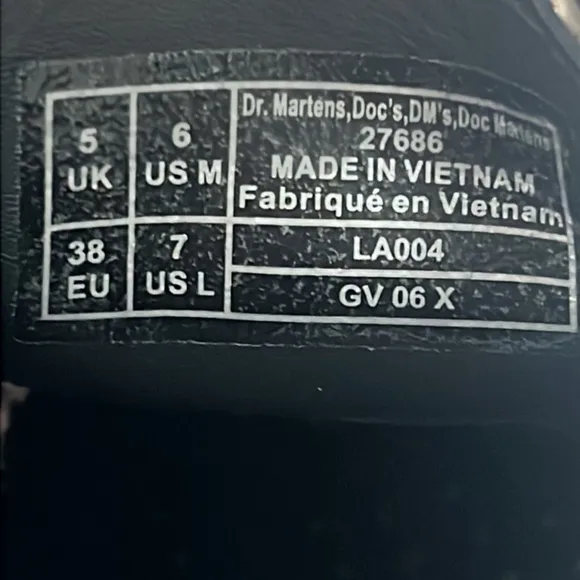 5
UK
6
US M
Dr. Martens,Doc's,DM's,Doc Martens
27686
MADE IN VIETNAM
Fabriqué en Vietnam
38
EU
7
US L
LA004
GV 06 X